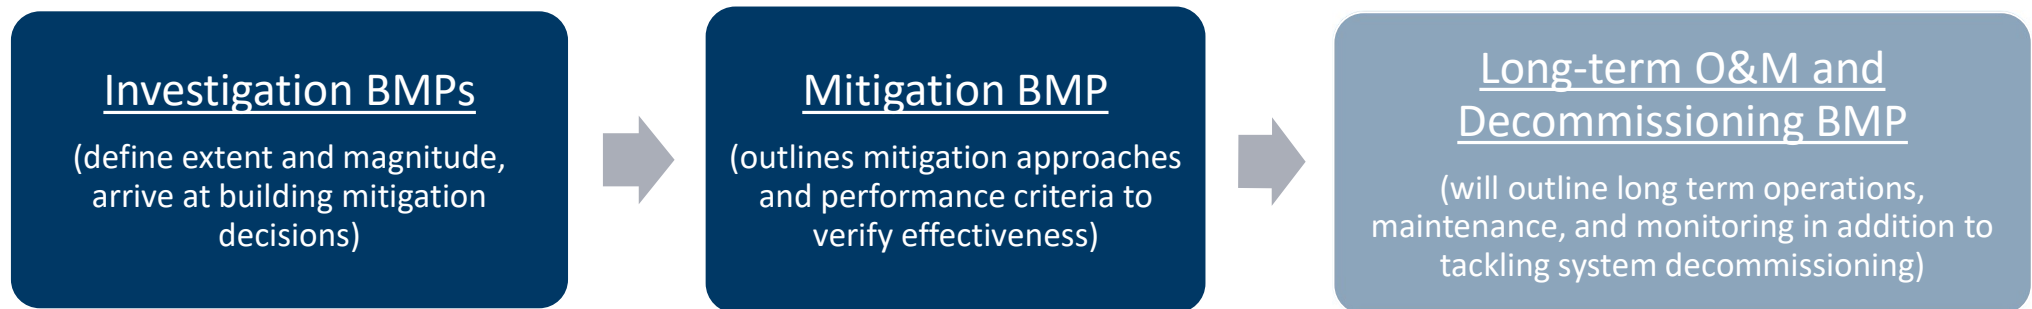 Investigation BMPs
(define extent and magnitude,
arrive at building mitigation
decisions)
Mitigation BMP
(outlines mitigation approaches
and performance criteria to
verify effectiveness)
Long-term O&M and
Decommissioning BMP
(will outline long term operations,
maintenance, and monitoring in addition to
tackling system decommissioning)